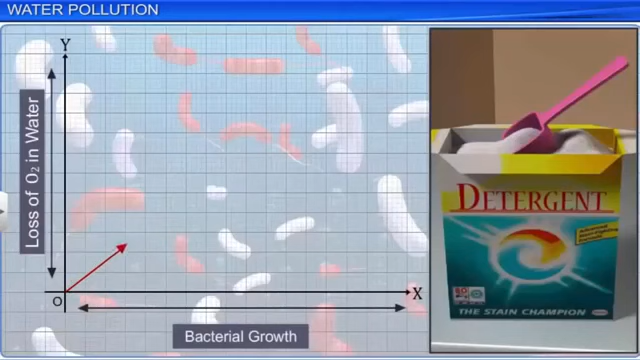 WATER POLLUTION
Y
Loss of O₂ in Water
O
X
Bacterial Growth
DETERGENT
THE STAIN CHAMPION